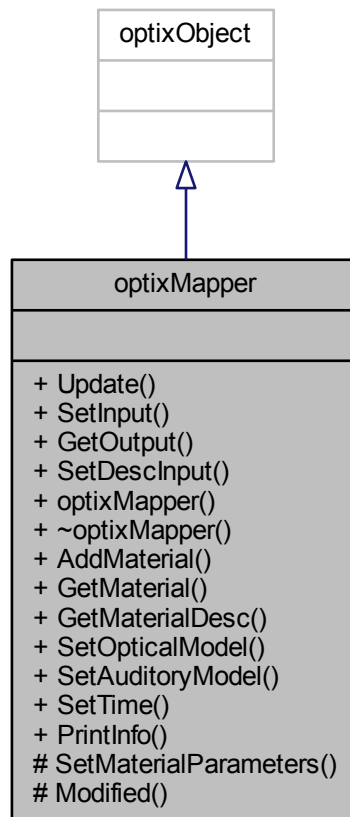 optixObject
optixMapper
+ Update()
+ SetInput()
+ GetOutput()
+ SetDescInput()
+ optixMapper()
+ ~optixMapper()
+ AddMaterial()
+ GetMaterial()
+ GetMaterialDesc()
+ SetOpticalModel()
+ SetAuditoryModel()
+ SetTime()
+ PrintInfo()
# SetMaterialParameters()
# Modified()